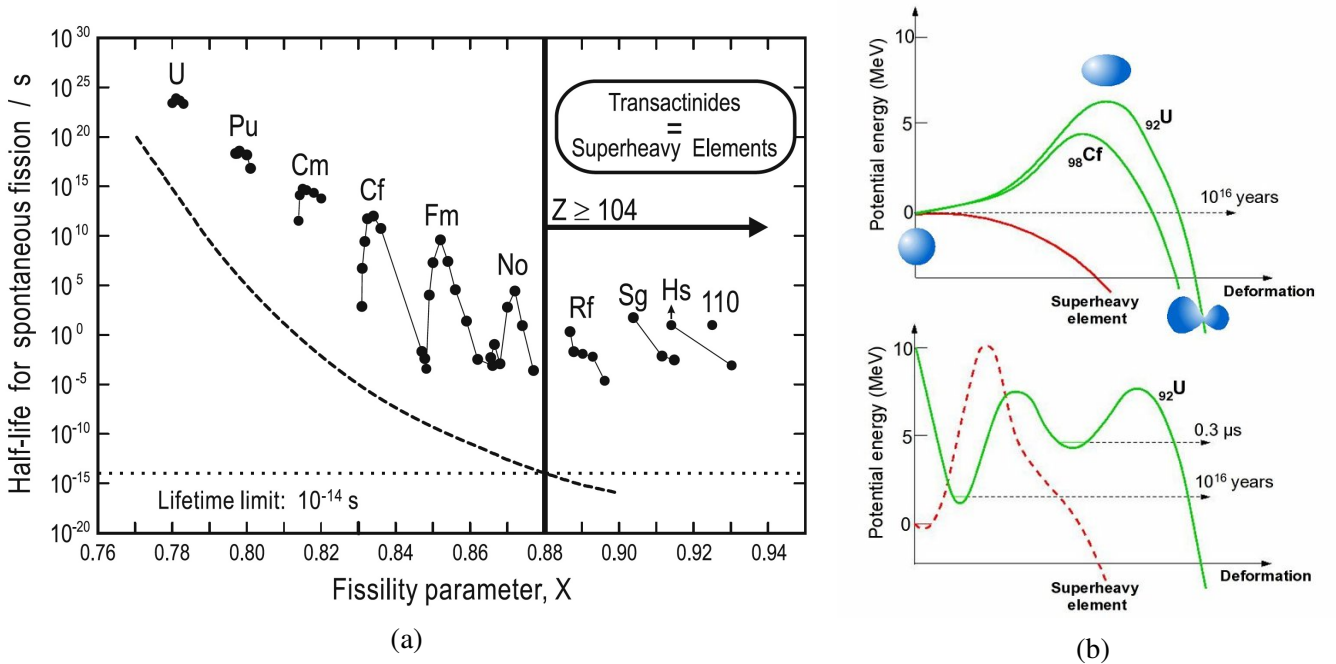 Half-life for spontaneous fission / s
10^30
10^25
10^20
10^15
10^10
10^5
10^0
10^-5
10^-10
10^-15
10^-20
U
Pu
Cm
Cf
Fm
No
Rf
Sg
Hs
110
Transactinides
=
Superheavy Elements
Z ≥ 104
Lifetime limit: 10^-14 s
0.76 0.78 0.80 0.82 0.84 0.86 0.88 0.90 0.92 0.94
Fissility parameter, X
(a)
Potential energy (MeV)
10
5
0
92U
98Cf
10^16 years
Superheavy
element
Deformation
Potential energy (MeV)
10
5
0
92U
0.3 µs
10^16 years
Superheavy
element
Deformation
(b)